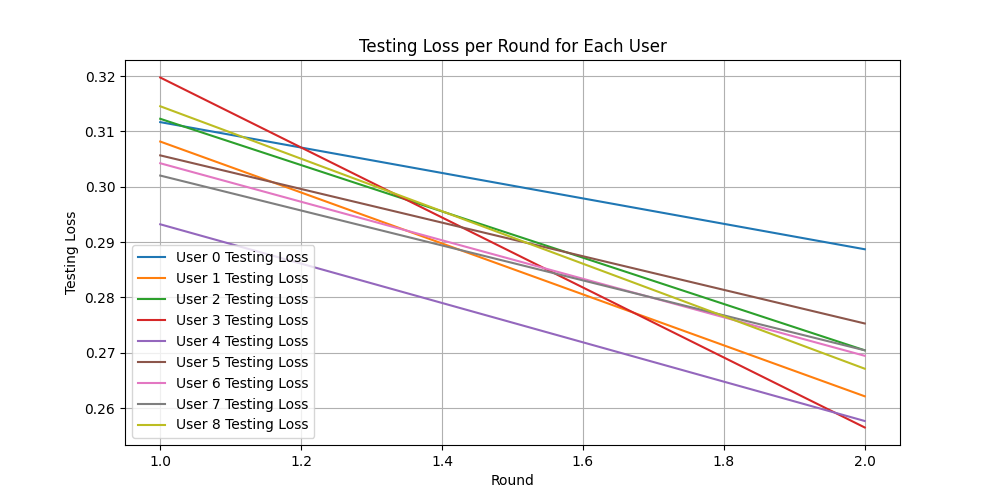 Testing Loss per Round for Each User
Testing Loss
0.32
0.31
0.30
0.29
0.28
0.27
0.26
User 0 Testing Loss
User 1 Testing Loss
User 2 Testing Loss
User 3 Testing Loss
User 4 Testing Loss
User 5 Testing Loss
User 6 Testing Loss
User 7 Testing Loss
User 8 Testing Loss
1.0 1.2 1.4 1.6 1.8 2.0
Round